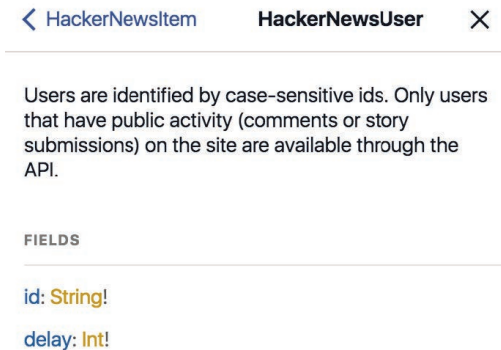 HackerNewsItem HackerNewsUser
Users are identified by case-sensitive ids. Only users
that have public activity (comments or story
submissions) on the site are available through the
API.
FIELDS
id: String!
delay: Int!